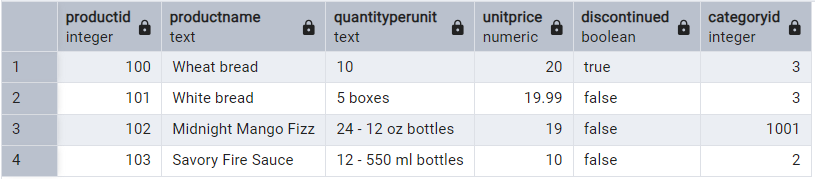 productid productname quantityperunit unitprice discontinued categoryid
integer text text numeric boolean integer
1 100 Wheat bread 10 20 true 3
2 101 White bread 5 boxes 19.99 false 3
3 102 Midnight Mango Fizz 24 - 12 oz bottles 19 false 1001
4 103 Savory Fire Sauce 12 - 550 ml bottles 10 false 2